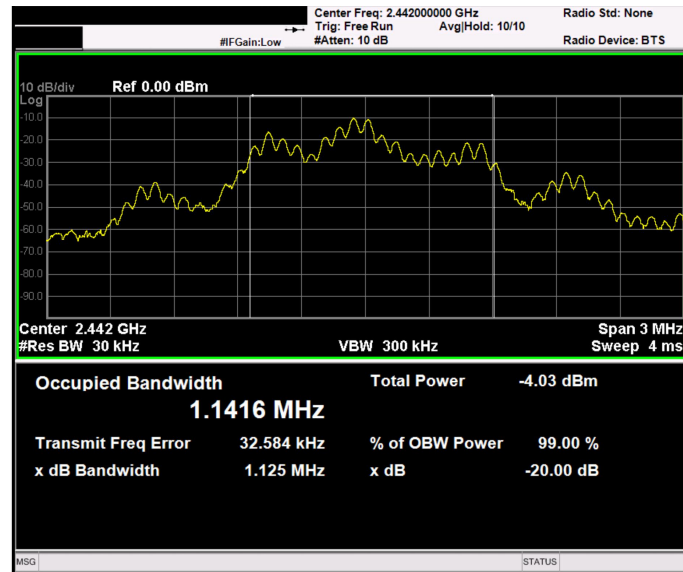 Center Freq: 2.442000000 GHz Radio Std: None
Trig: Free Run Avg|Hold: 10/10
#IFGain:Low #Atten: 10 dB Radio Device: BTS
10 dB/div Ref 0.00 dBm
Log
-10.0
-20.0
-30.0
-40.0
-50.0
-60.0
-70.0
-80.0
-90.0
Center 2.442 GHz Span 3 MHz
#Res BW 30 kHz VBW 300 kHz Sweep 4 ms
Occupied Bandwidth Total Power -4.03 dBm
1.1416 MHz
Transmit Freq Error 32.584 kHz % of OBW Power 99.00 %
x dB Bandwidth 1.125 MHz x dB -20.00 dB
MSG STATUS